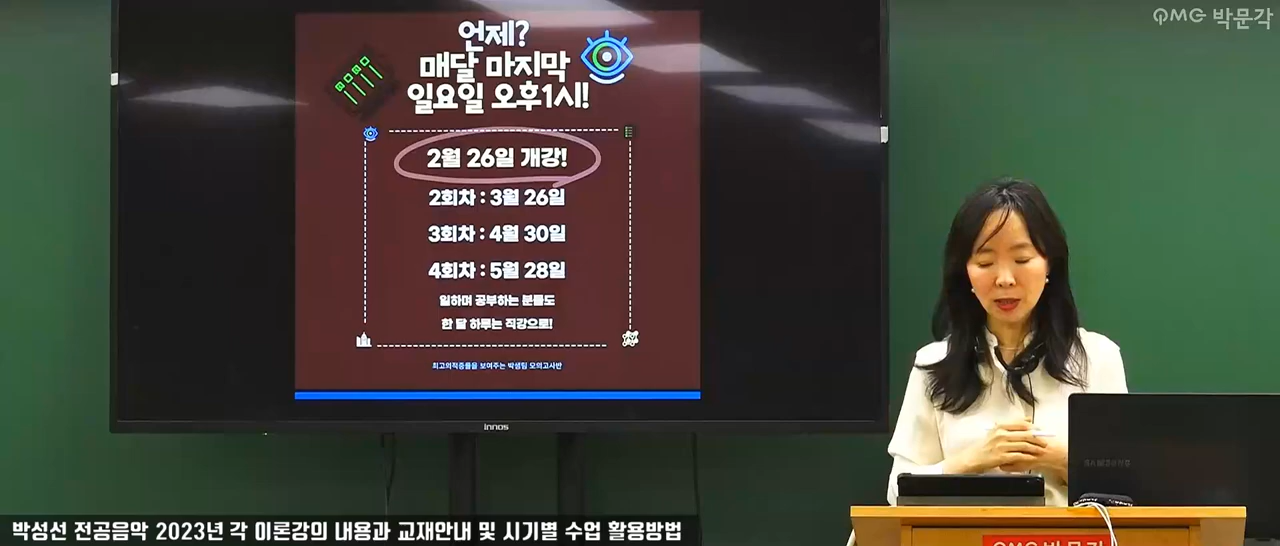 PMG 박문각
언제?
매달 마지막
일요일 오후1시!
2월 26일 개강!
2회차 : 3월 26일
3회차 : 4월 30일
4회차 : 5월 28일
일하며 공부하는 분들도
한 달 하루는 직강으로!
최고의적중률을 보여주는 박샘팀 모의고사반
innos
PMG 박문각
박성선 전공음악 2023년 각 이론강의 내용과 교재안내 및 시기별 수업 활용방법